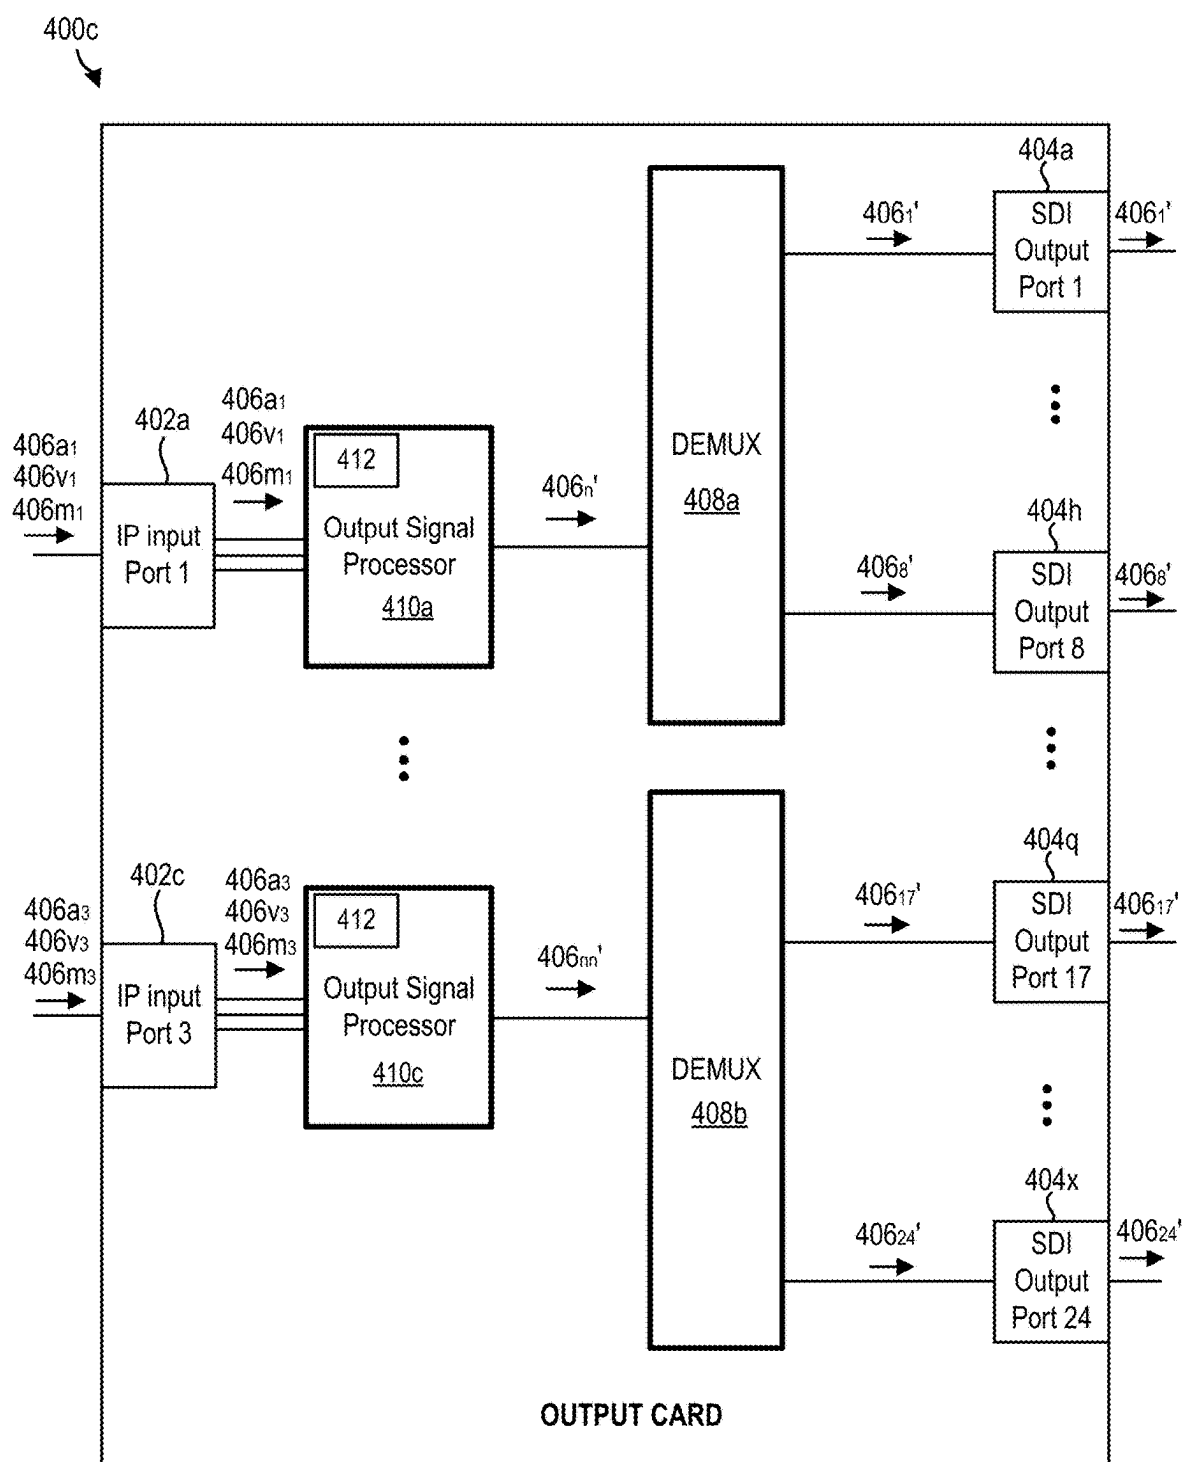 400c
404a
SDI
Output
Port 1
406₁'
406₁'
402a
406a₁
406v₁
406m₁
406a₁
406v₁
406m₁
IP input
Port 1
412
Output Signal
Processor
410a
406ₙ'
DEMUX
408a
404h
SDI
Output
Port 8
406₈'
406₈'
402c
406a₃
406v₃
406m₃
406a₃
406v₃
406m₃
IP input
Port 3
412
Output Signal
Processor
410c
406ₙₙ'
DEMUX
408b
404q
SDI
Output
Port 17
406₁₇'
406₁₇'
404x
SDI
Output
Port 24
406₂₄'
406₂₄'
OUTPUT CARD